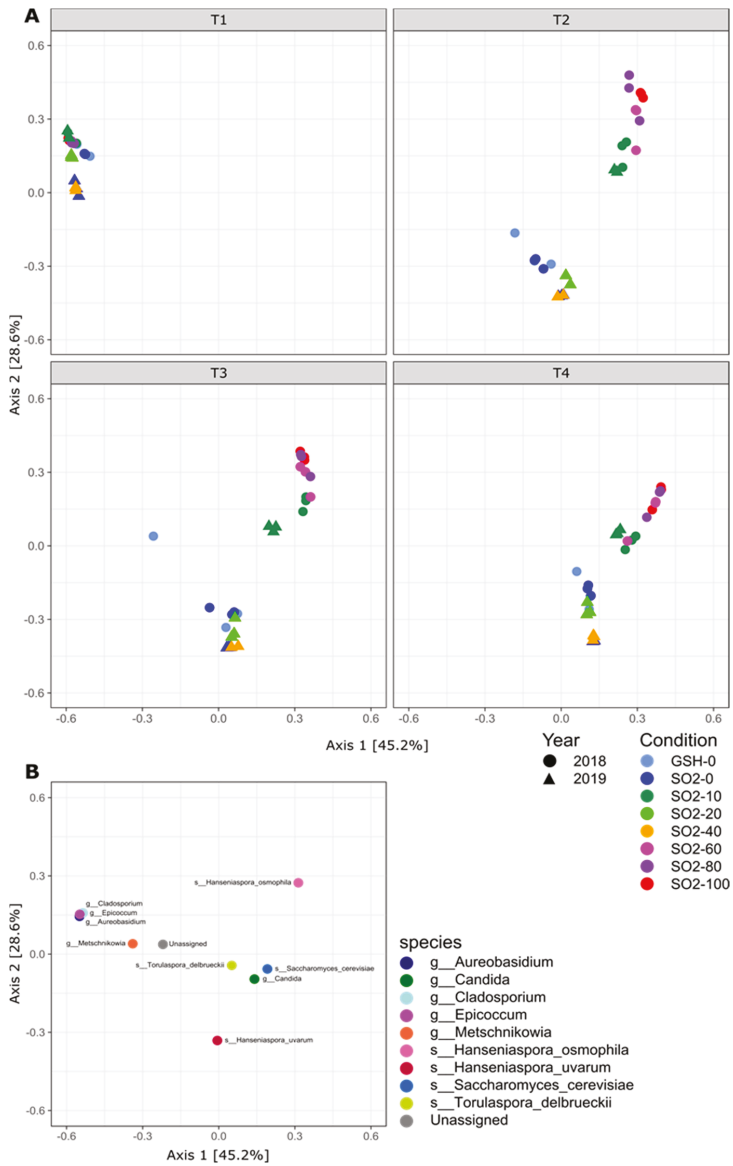 A
T1
T2
0.6
0.3
0.0
-0.3
-0.6
Axis 2 [28.6%]
T3
T4
0.6
0.3
0.0
-0.3
-0.6
-0.6 -0.3 0.0 0.3 0.6
-0.6 -0.3 0.0 0.3 0.6
Axis 1 [45.2%]
Year
2018
2019
Condition
GSH-0
SO2-0
SO2-10
SO2-20
SO2-40
SO2-60
SO2-80
SO2-100
B
0.6
0.3
0.0
-0.3
-0.6
Axis 2 [28.6%]
s__Hanseniaspora_osmophila
g__Cladosporium
g__Epicoccum
g__Aureobasidium
g__Metschnikowia
Unassigned
s__Torulaspora_delbrueckii
s__Saccharomyces_cerevisiae
g__Candida
s__Hanseniaspora_uvarum
-0.6 -0.3 0.0 0.3 0.6
Axis 1 [45.2%]
species
g__Aureobasidium
g__Candida
g__Cladosporium
g__Epicoccum
g__Metschnikowia
s__Hanseniaspora_osmophila
s__Hanseniaspora_uvarum
s__Saccharomyces_cerevisiae
s__Torulaspora_delbrueckii
Unassigned